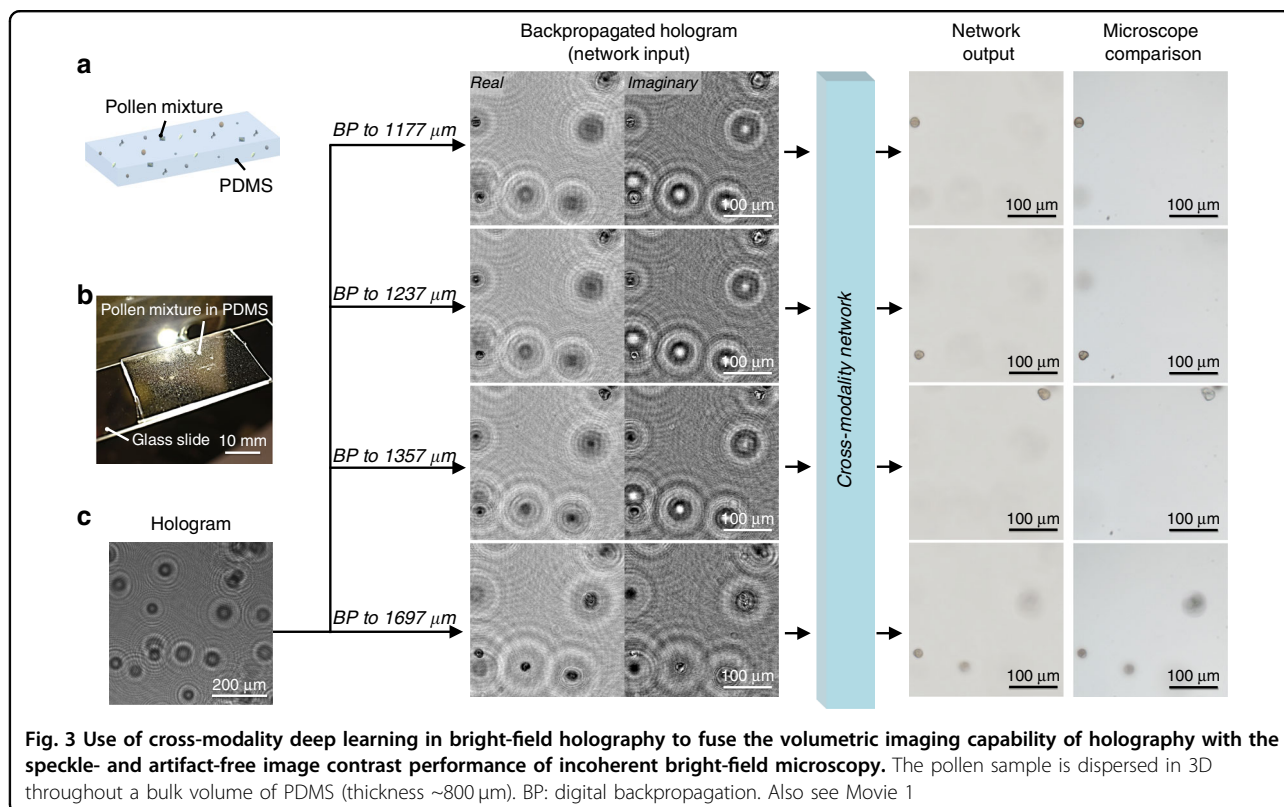 Backpropagated hologram
(network input)
Network
output
Microscope
comparison
a
Pollen mixture
PDMS
Real
Imaginary
BP to 1177 μm
100 μm
100 μm
100 μm
b
Pollen mixture in PDMS
Glass slide
10 mm
BP to 1237 μm
100 μm
100 μm
100 μm
BP to 1357 μm
100 μm
100 μm
100 μm
c
Hologram
200 μm
BP to 1697 μm
100 μm
100 μm
100 μm
Cross-modality network
Fig. 3 Use of cross-modality deep learning in bright-field holography to fuse the volumetric imaging capability of holography with the
speckle- and artifact-free image contrast performance of incoherent bright-field microscopy. The pollen sample is dispersed in 3D
throughout a bulk volume of PDMS (thickness ~800 μm). BP: digital backpropagation. Also see Movie 1